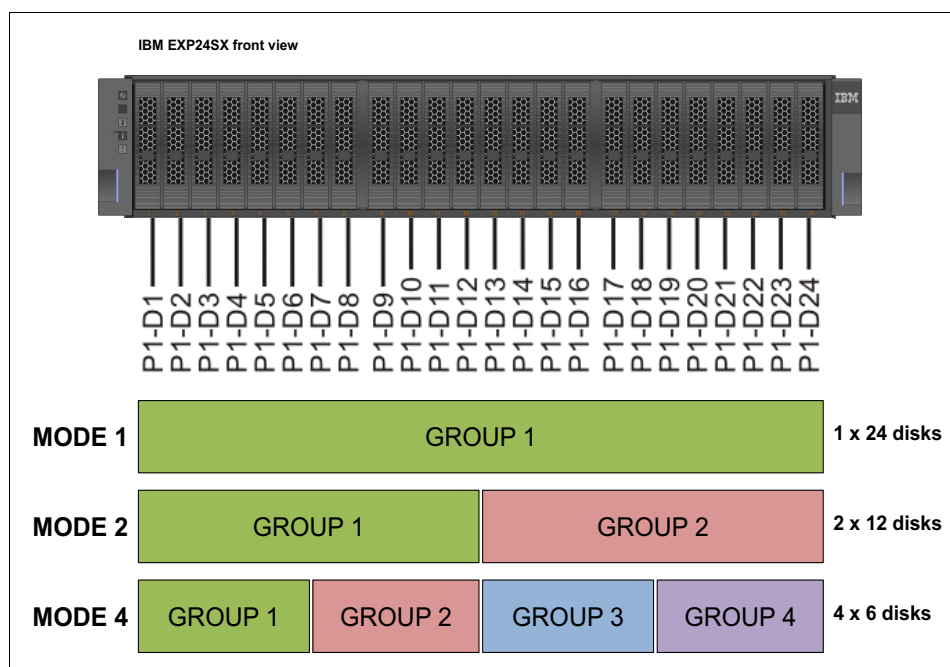 IBM EXP24SX front view
IBM
P1-D1
P1-D2
P1-D3
P1-D4
P1-D5
P1-D6
P1-D7
P1-D8
P1-D9
P1-D10
P1-D11
P1-D12
P1-D13
P1-D14
P1-D15
P1-D16
P1-D17
P1-D18
P1-D19
P1-D20
P1-D21
P1-D22
P1-D23
P1-D24
MODE 1 GROUP 1 1 x 24 disks
MODE 2 GROUP 1 GROUP 2 2 x 12 disks
MODE 4 GROUP 1 GROUP 2 GROUP 3 GROUP 4 4 x 6 disks